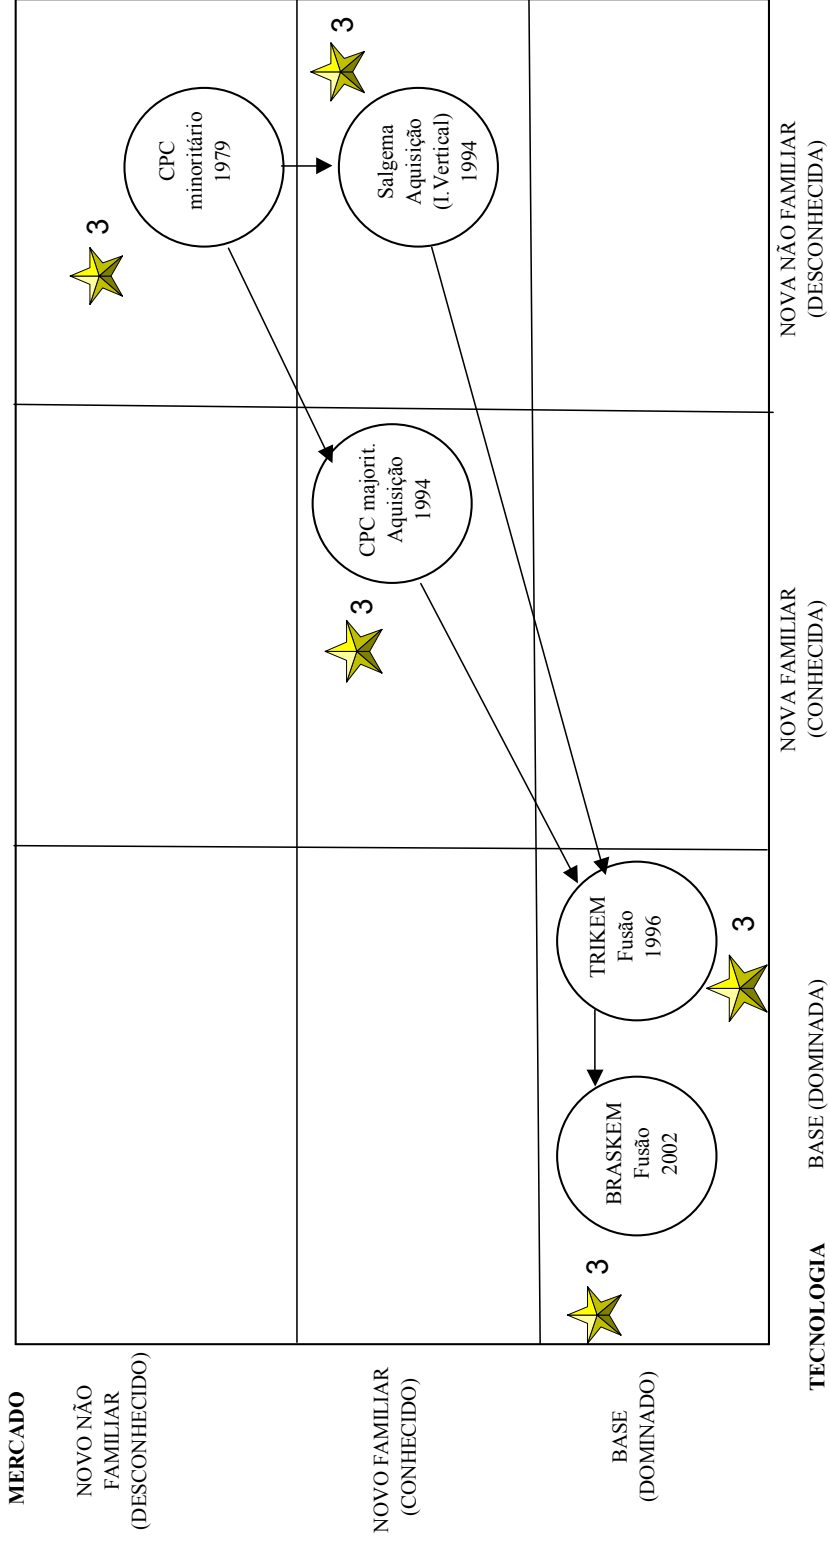 MERCADO
NOVO NÃO
FAMILIAR
(DESCONHECIDO)
3
CPC
minoritário
1979
NOVO FAMILIAR
(CONHECIDO)
3
CPC majorit.
Aquisição
1994
3
Salgema
Aquisição
(I. Vertical)
1994
BASE
(DOMINADO)
3
BRASKEM
Fusão
2002
TRIKEM
Fusão
1996
3
TECNOLOGIA
BASE (DOMINADA)
NOVA FAMILIAR
(CONHECIDA)
NOVA NÃO FAMILIAR
(DESCONHECIDA)